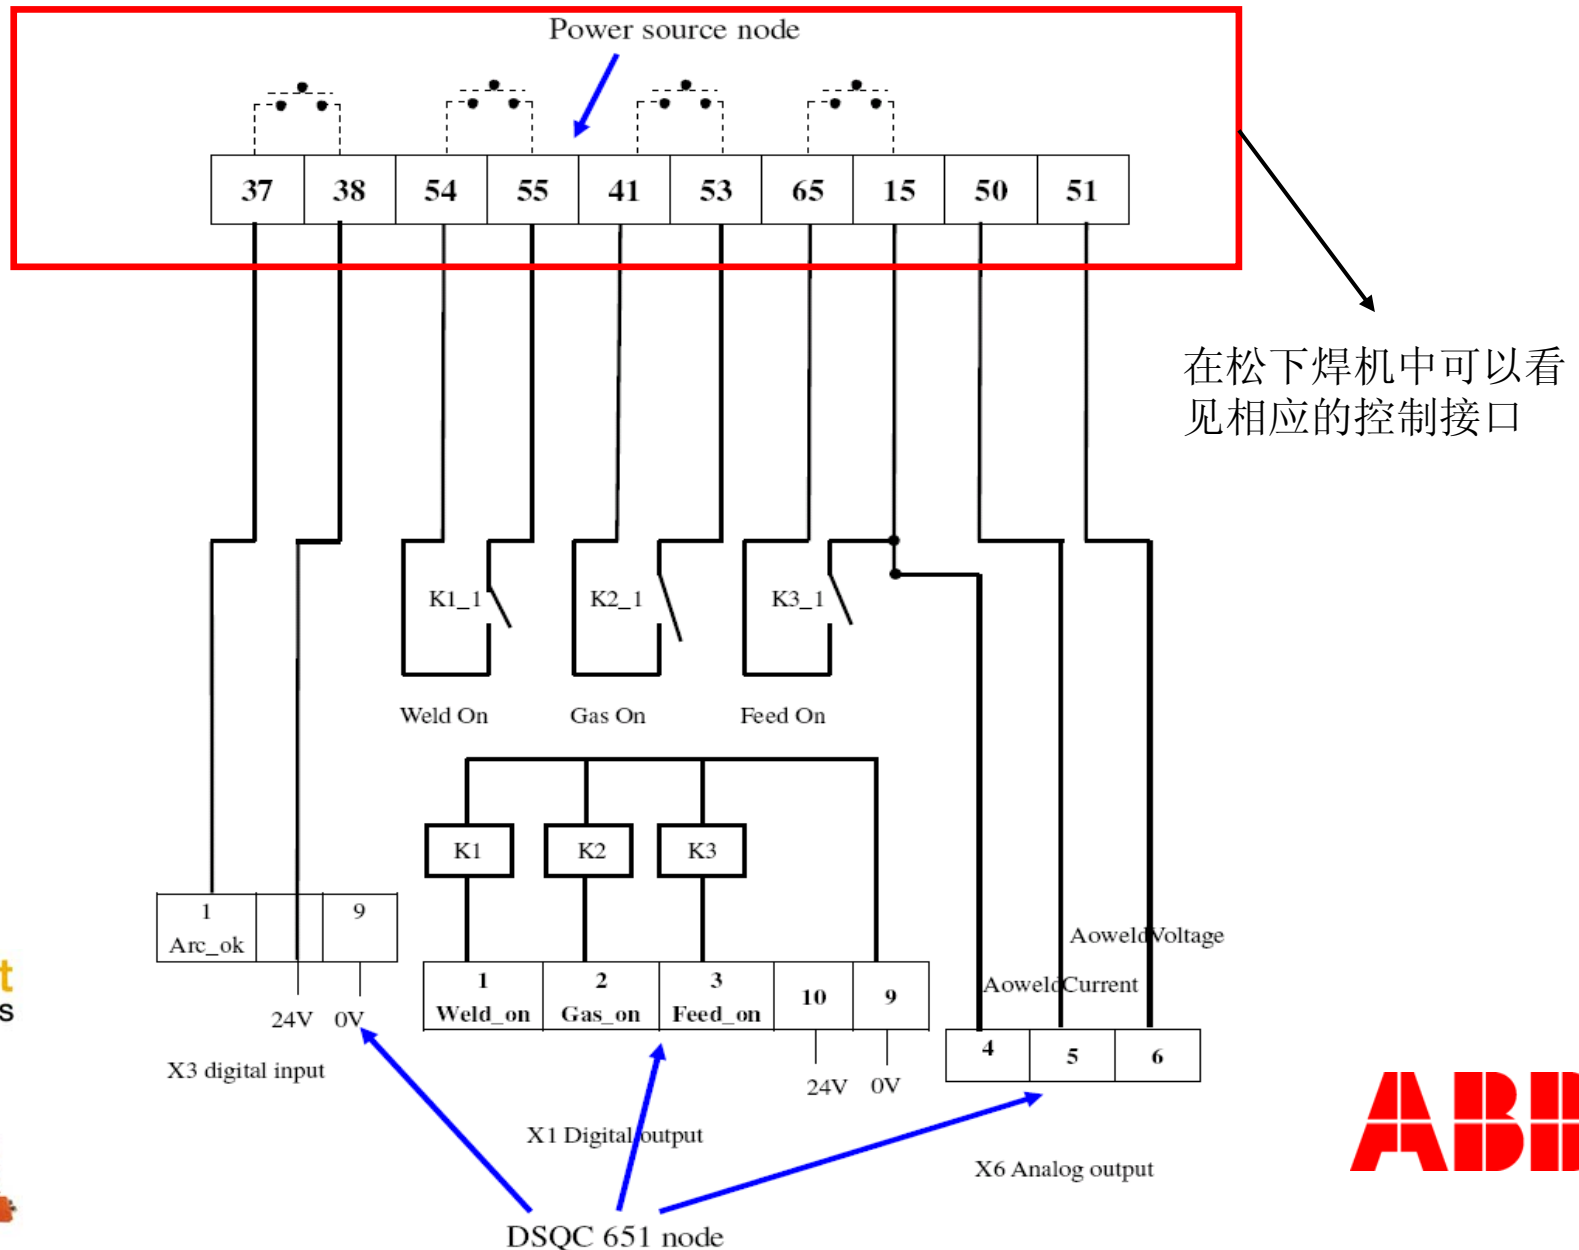 Power source node
37 38 54 55 41 53 65 15 50 51
在松下焊机中可以看
见相应的控制接口
K1_1 K2_1 K3_1
Weld On Gas On Feed On
K1 K2 K3
1 9
Arc_ok
AoweldVoltage
AoweldCurrent
1 2 3 10 9
Weld_on Gas_on Feed_on
24V 0V
4 5 6
X3 digital input
24V 0V
X1 Digital output
X6 Analog output
DSQC 651 node
t
s